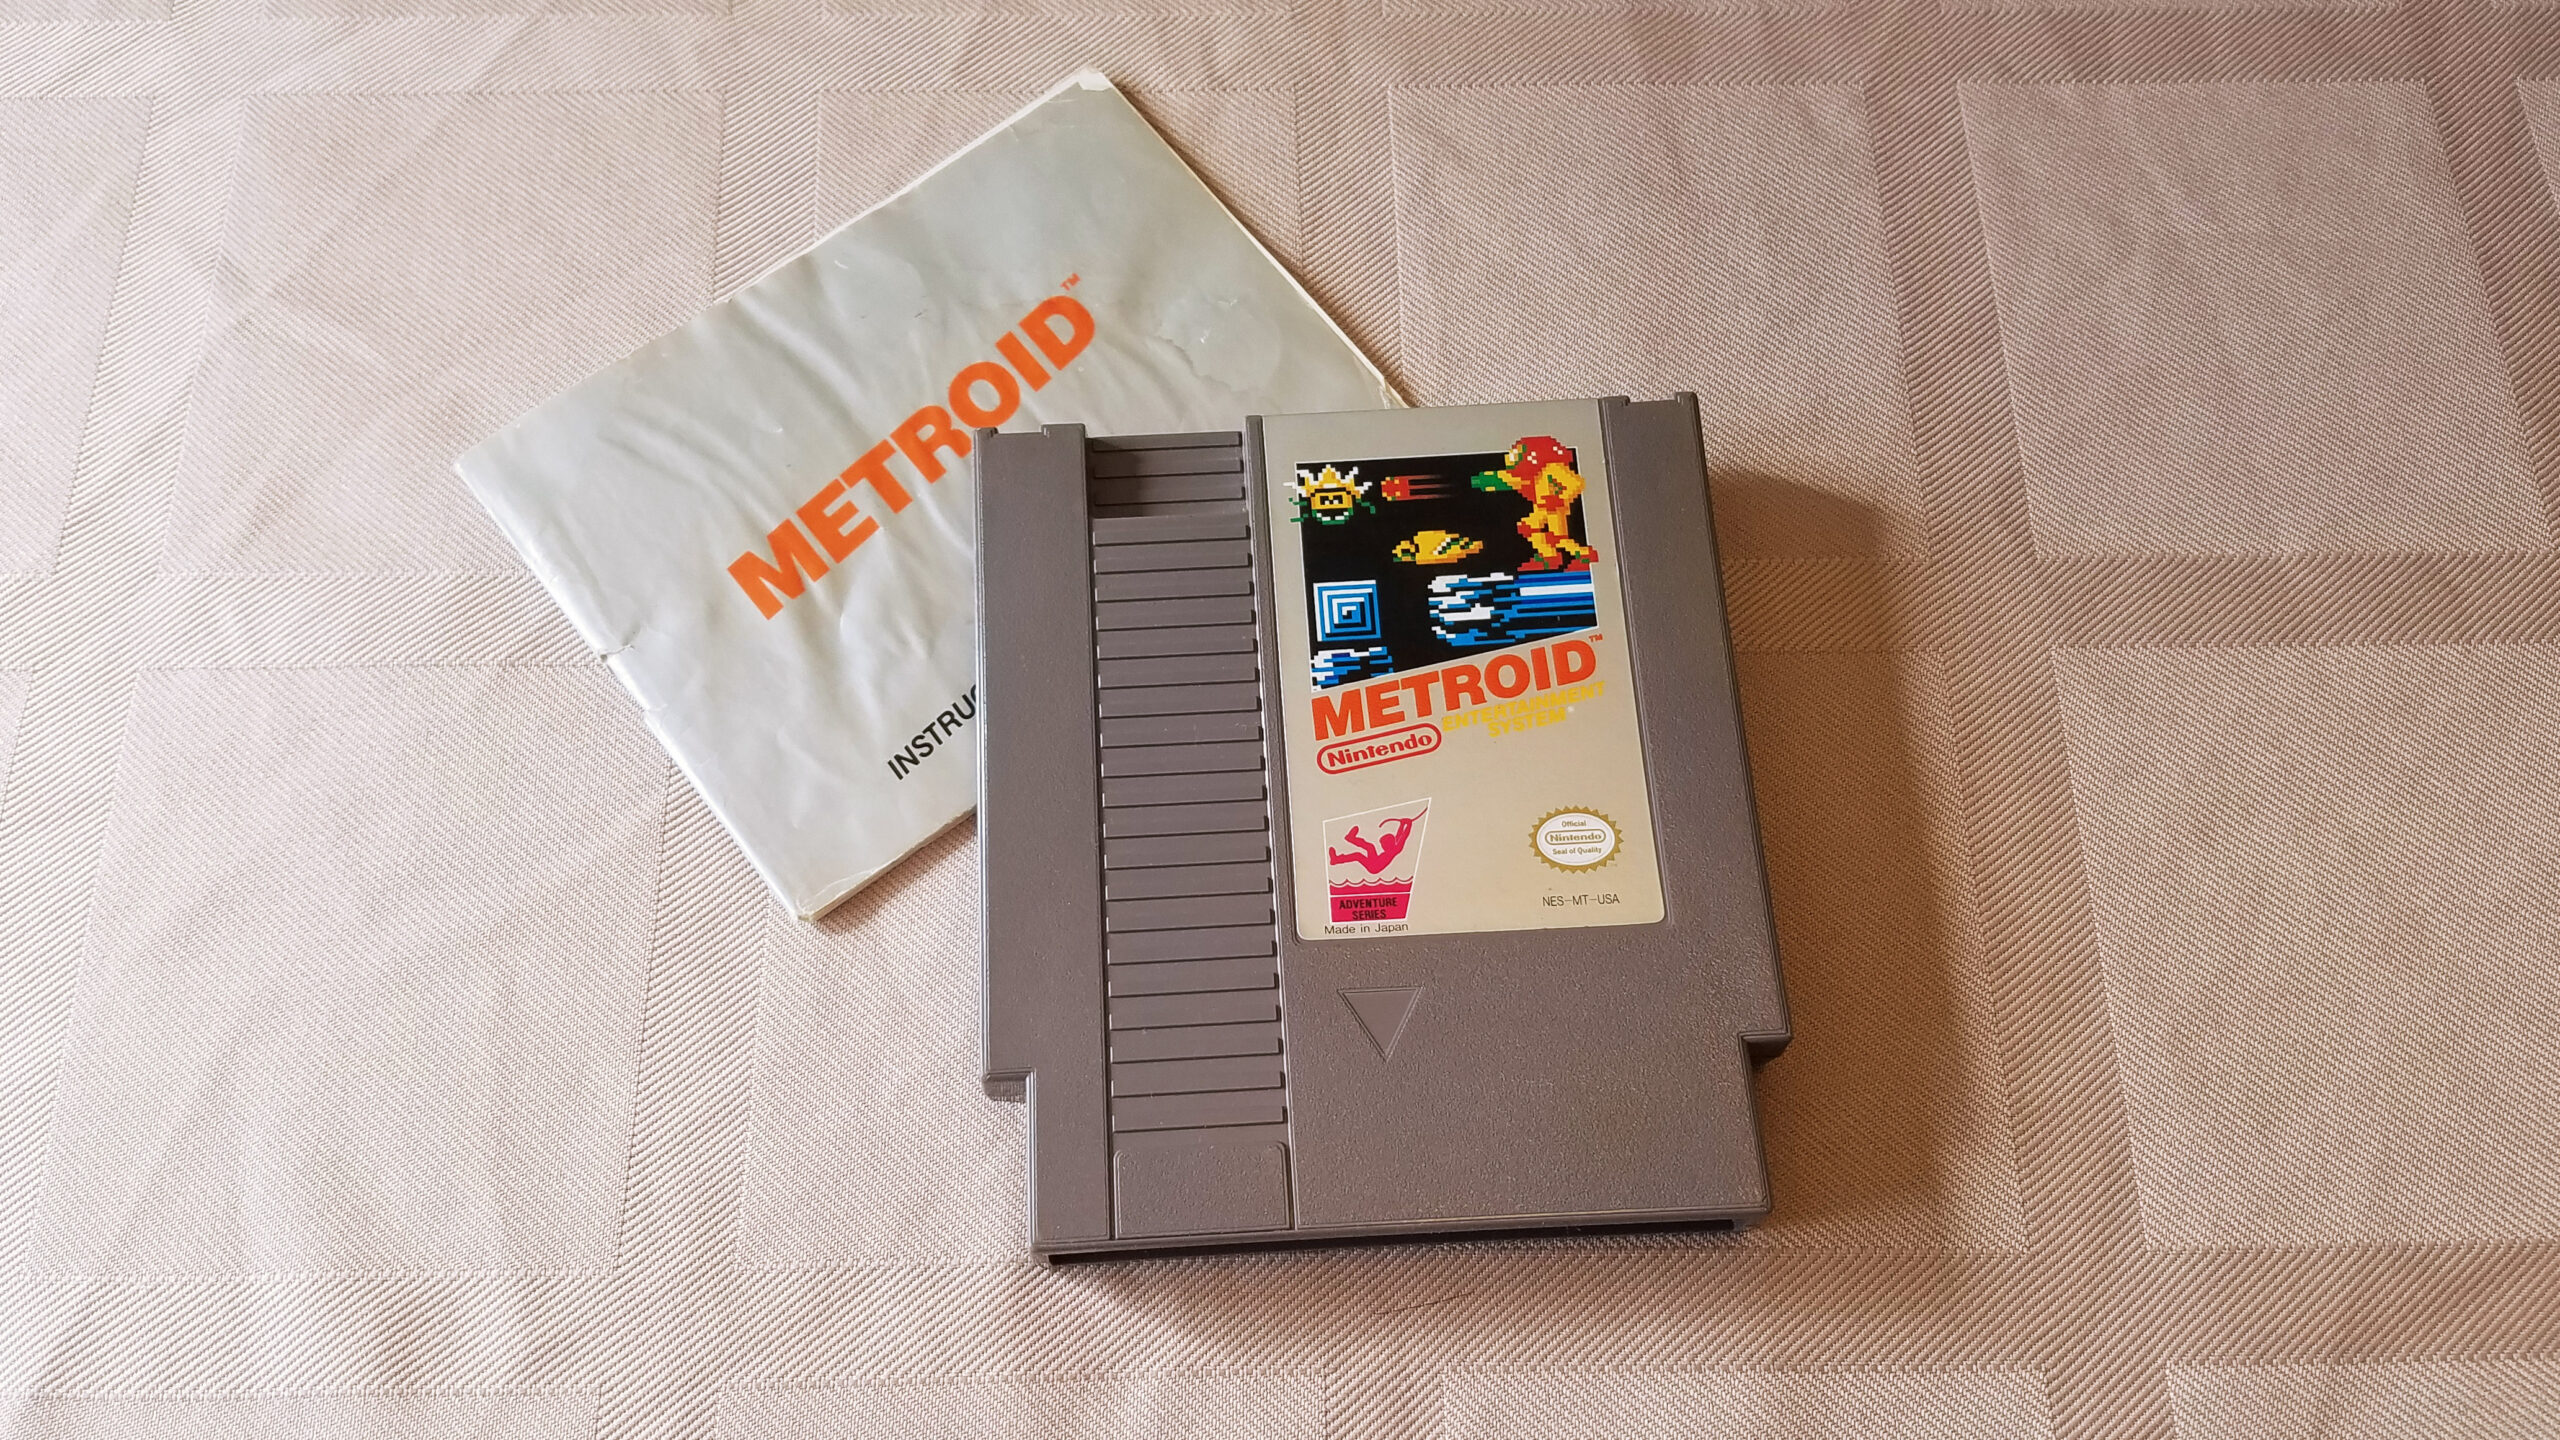 METROID™
INSTRUC
METROID™
ENTERTAINMENT
SYSTEM®
Nintendo
ADVENTURE
SERIES
Made in Japan
Official
Nintendo
Seal of Quality
NES-MT-USA